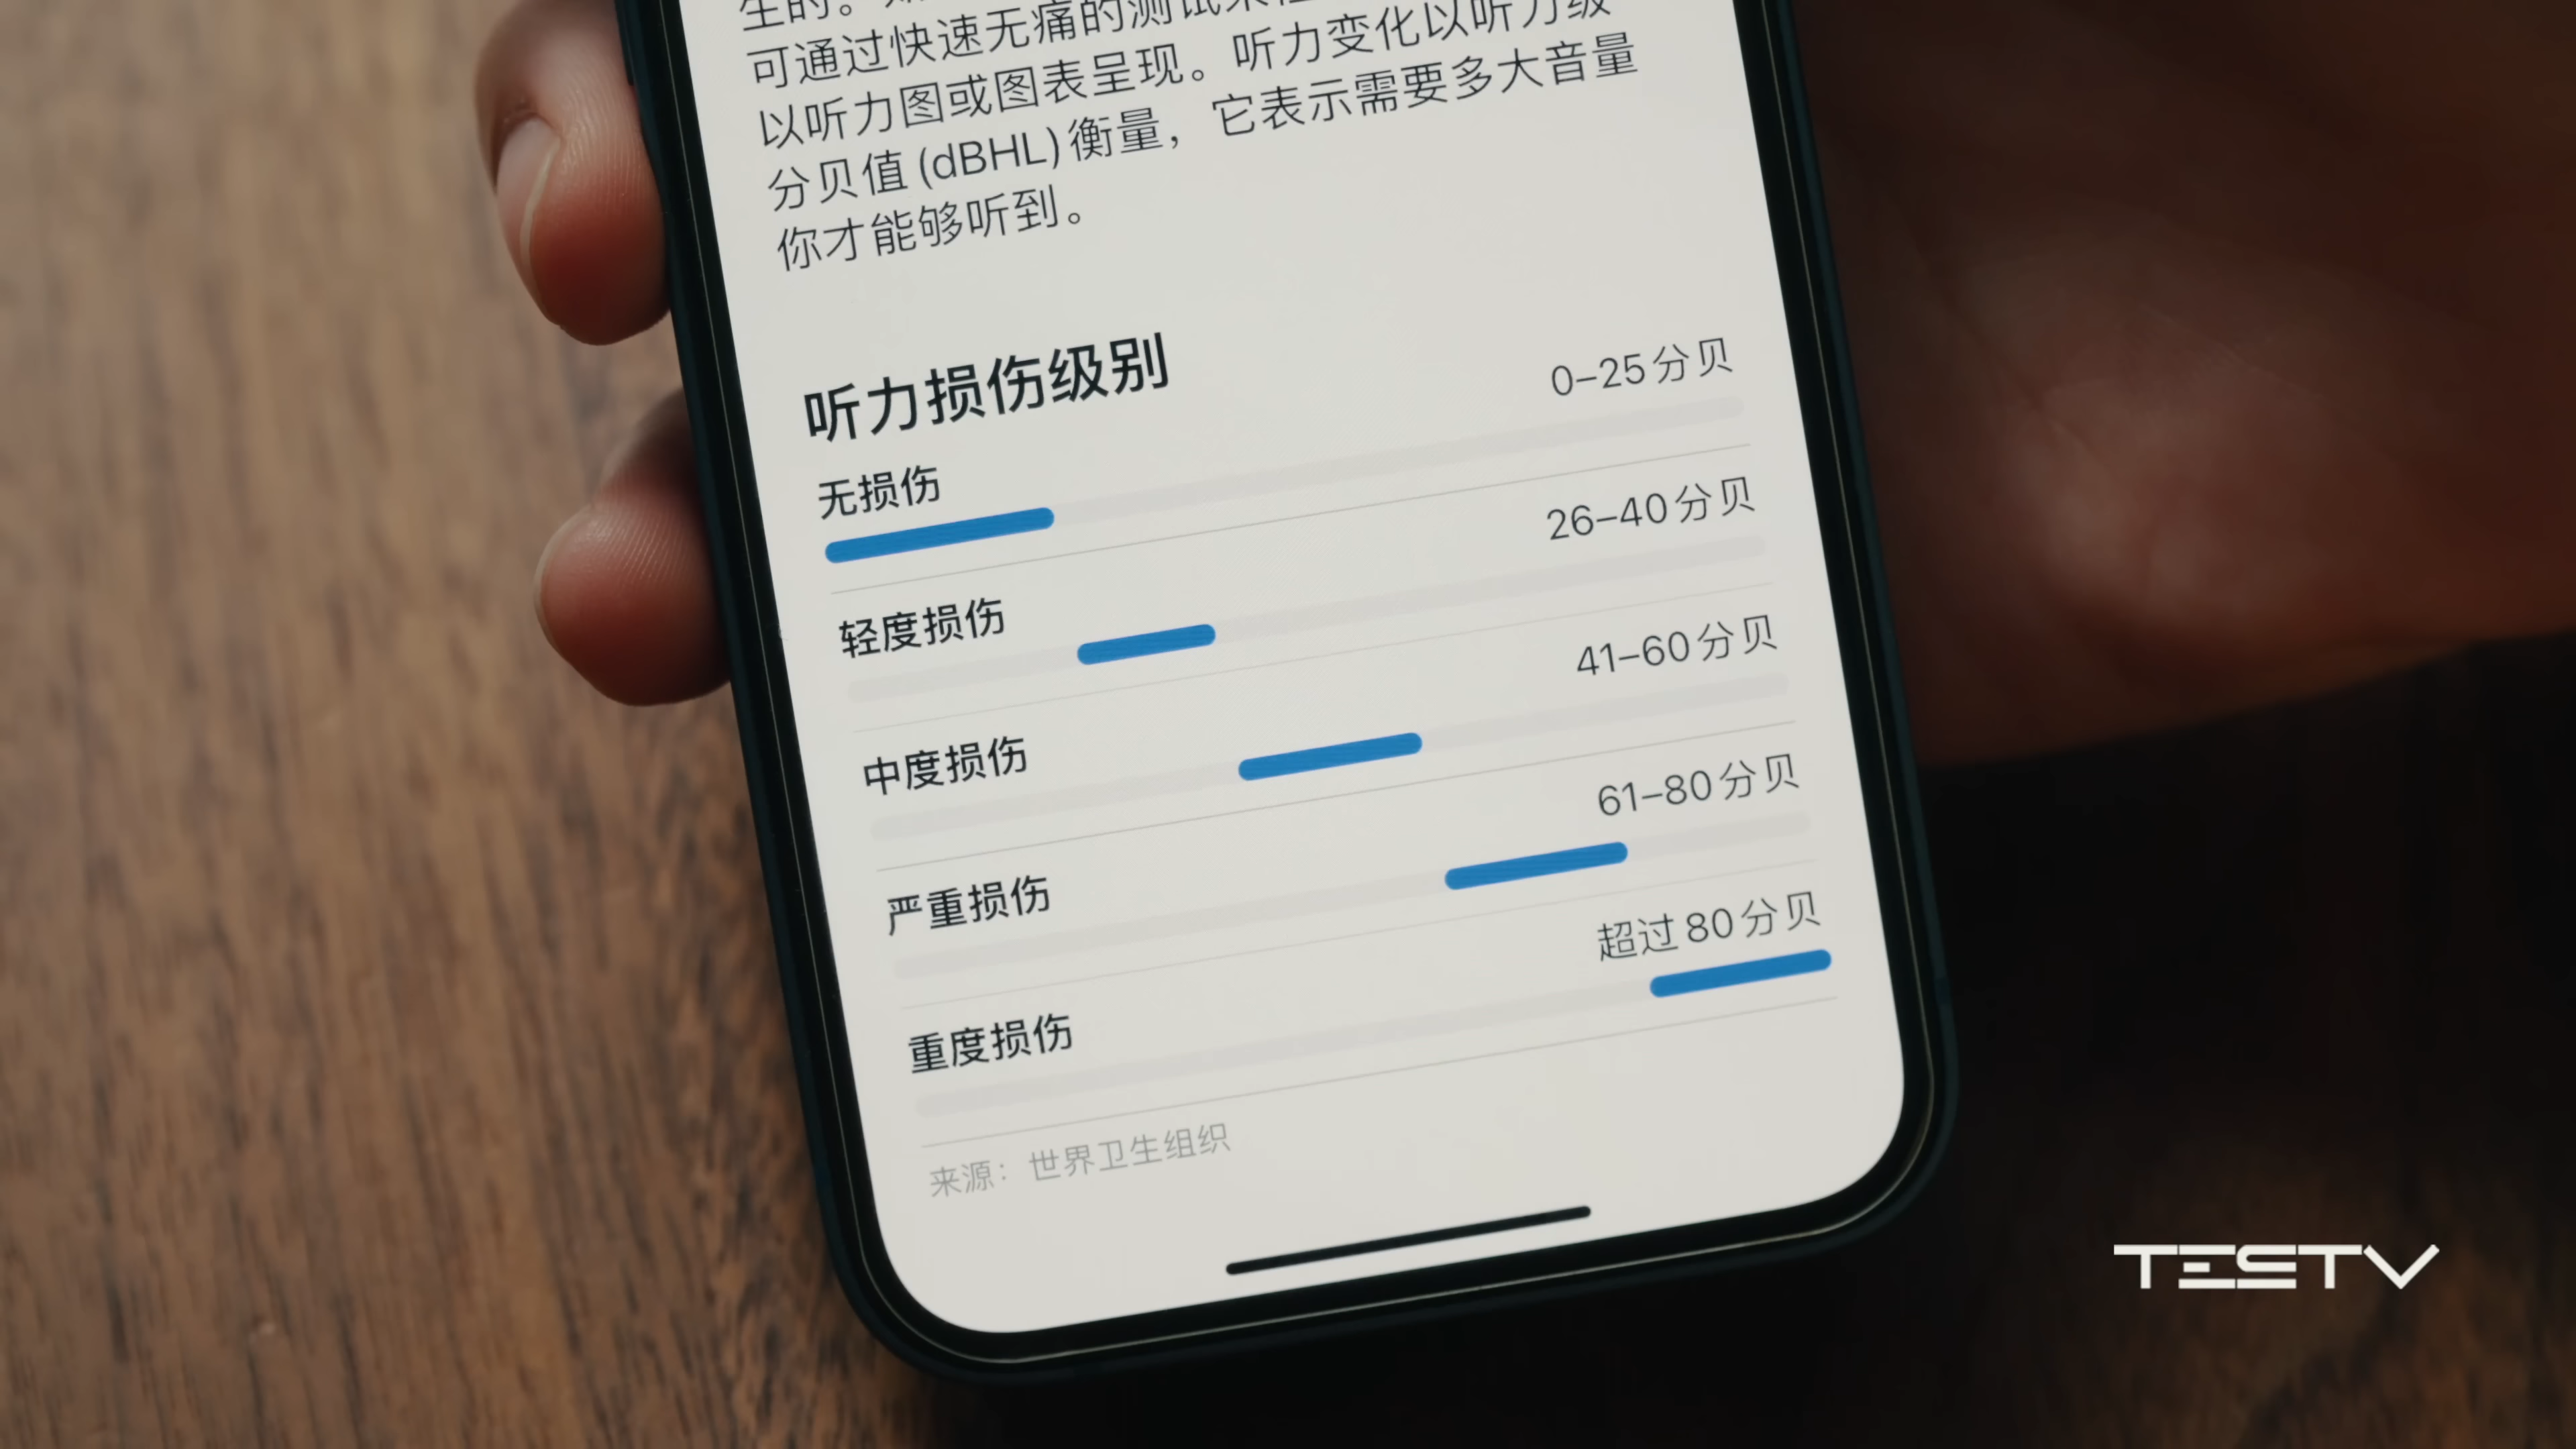 可通过快速无痛的测试来
以听力图或图表呈现。听力变化以听力级
分贝值 (dBHL) 衡量，它表示需要多大音量
你才能够听到。
听力损伤级别
无损伤 0–25 分贝
轻度损伤 26–40 分贝
中度损伤 41–60 分贝
严重损伤 61–80 分贝
重度损伤 超过 80 分贝
来源：世界卫生组织
TESTV